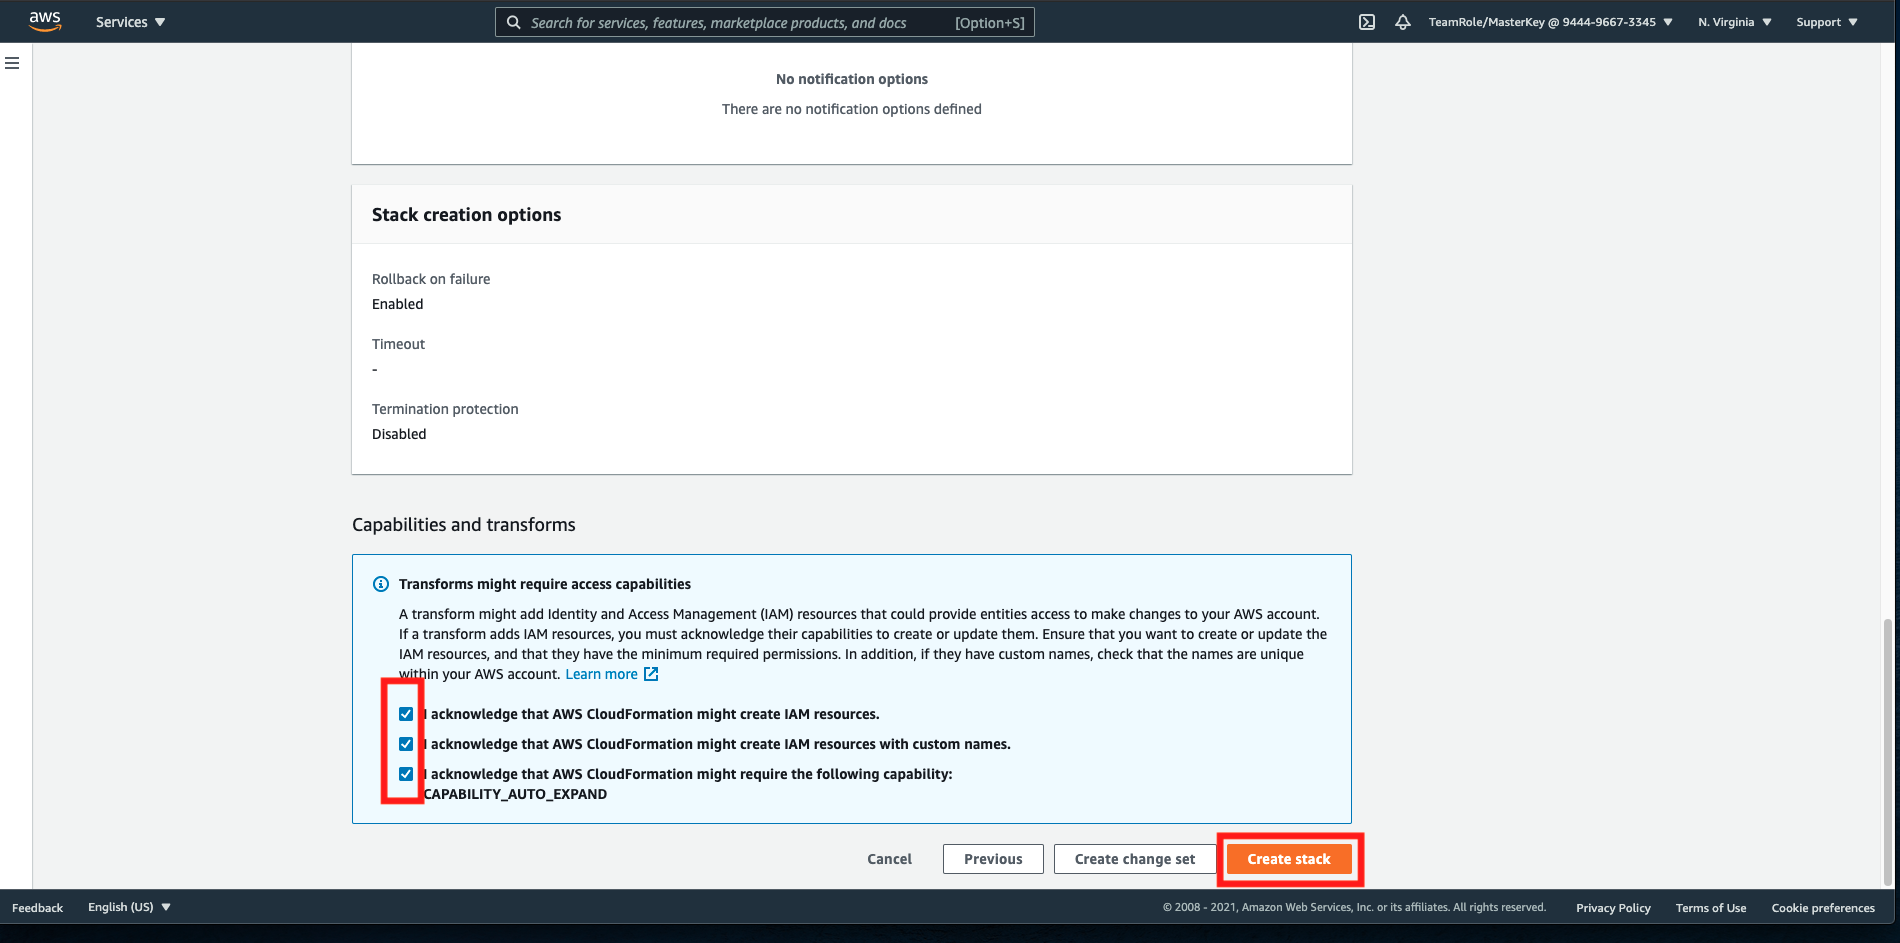 aws
Services
Search for services, features, marketplace products, and docs
[Option+S]
TeamRole/MasterKey @ 9444-9667-3345
N. Virginia
Support
No notification options
There are no notification options defined
Stack creation options
Rollback on failure
Enabled
Timeout
-
Termination protection
Disabled
Capabilities and transforms
Transforms might require access capabilities
A transform might add Identity and Access Management (IAM) resources that could provide entities access to make changes to your AWS account.
If a transform adds IAM resources, you must acknowledge their capabilities to create or update them. Ensure that you want to create or update the
IAM resources, and that they have the minimum required permissions. In addition, if they have custom names, check that the names are unique
within your AWS account. Learn more
I acknowledge that AWS CloudFormation might create IAM resources.
I acknowledge that AWS CloudFormation might create IAM resources with custom names.
I acknowledge that AWS CloudFormation might require the following capability:
CAPABILITY_AUTO_EXPAND
Cancel
Previous
Create change set
Create stack
Feedback
English (US)
© 2008 - 2021, Amazon Web Services, Inc. or its affiliates. All rights reserved.
Privacy Policy
Terms of Use
Cookie preferences